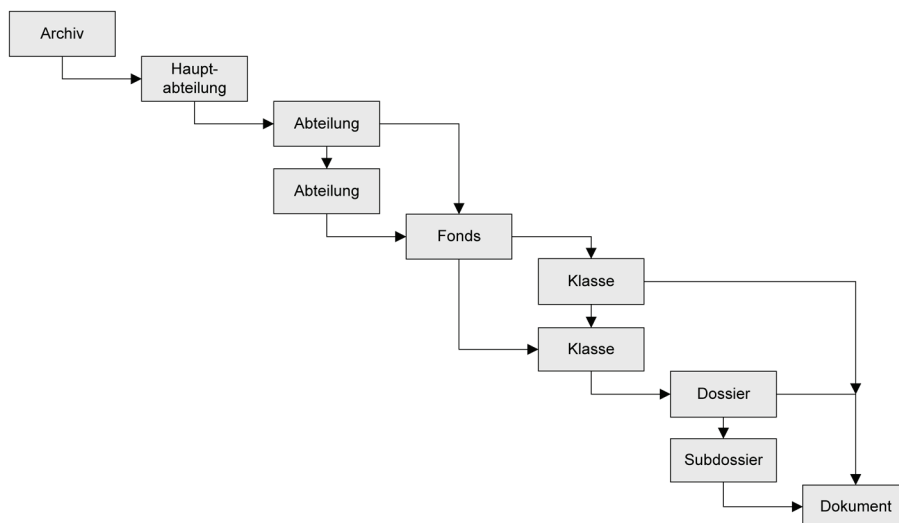 Archiv
Haupt-
abteilung
Abteilung
Abteilung
Fonds
Klasse
Klasse
Dossier
Subdossier
Dokument